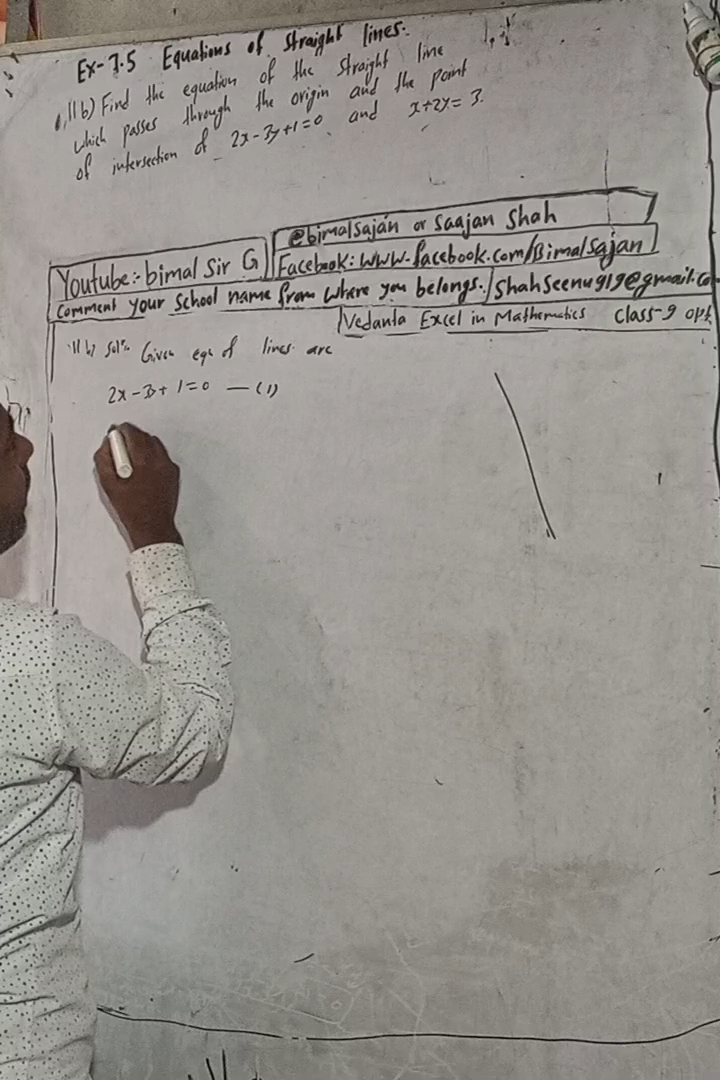 Ex-7.5 Equations of Straight lines.
11 b) Find the equation of the straight line
which passes through the origin and the point
of intersection of 2x-3y+1=0 and x+2y=3.
@bimalsajan or Saajan Shah
Youtube:- bimal Sir G
Facebook: www.facebook.com/Bimalsajan
Comment your School name from where you belongs. / Shahseenu919@gmail.co
Vedanta Excel in Mathematics Class-9 opt
11 b) Sol^n Given eq^n of lines are
2x-3y+1=0 — (1)